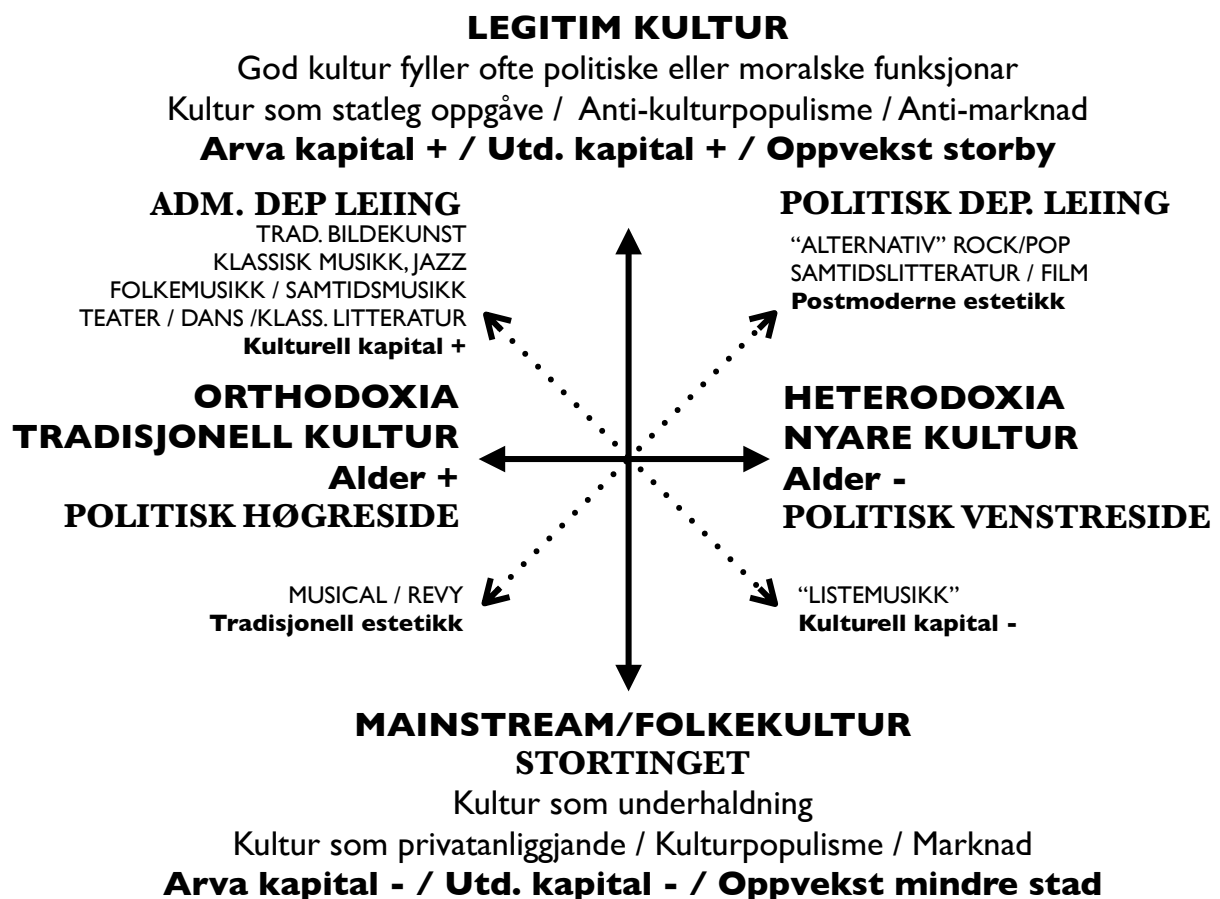 LEGITIM KULTUR
God kultur fyller ofte politiske eller moralske funksjonar
Kultur som statleg oppgåve / Anti-kulturpopulisme / Anti-marknad
Arva kapital + / Utd. kapital + / Oppvekst storby
ADM. DEP LEIING
TRAD. BILDEKUNST
KLASSISK MUSIKK, JAZZ
FOLKEMUSIKK / SAMTIDSMUSIKK
TEATER / DANS /KLASS. LITTERATUR
Kulturell kapital +
POLITISK DEP. LEIING
“ALTERNATIV” ROCK/POP
SAMTIDSLITTERATUR / FILM
Postmoderne estetikk
ORTHODOXIA
TRADISJONELL KULTUR
Alder +
POLITISK HØGRESIDE
HETERODOXIA
NYARE KULTUR
Alder -
POLITISK VENSTRESIDE
MUSICAL / REVY
Tradisjonell estetikk
“LISTEMUSIKK”
Kulturell kapital -
MAINSTREAM/FOLKEKULTUR
STORTINGET
Kultur som underhaldning
Kultur som privatanliggjande / Kulturpopulisme / Marknad
Arva kapital - / Utd. kapital - / Oppvekst mindre stad